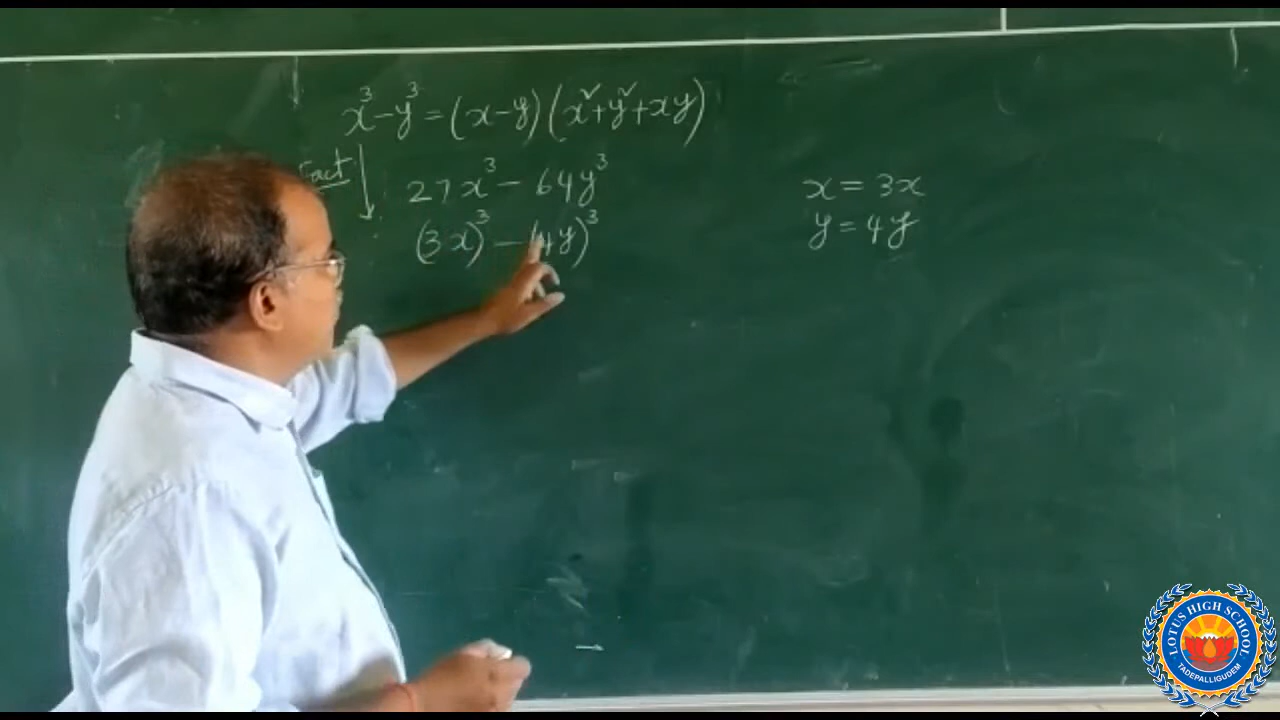 x³-y³=(x-y)(x²+y²+xy)
Fact
27x³-64y³
(3x)³-(4y)³
x=3x
y=4y
LOTUS HIGH SCHOOL
TADEPALLIGUDEM